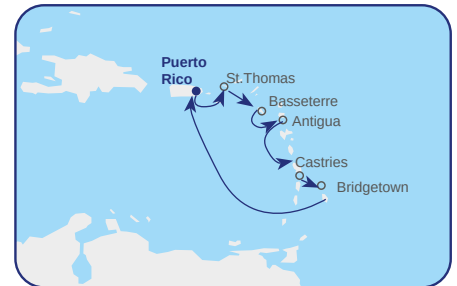 Puerto
Rico
St.Thomas
Basseterre
Antigua
Castries
Bridgetown